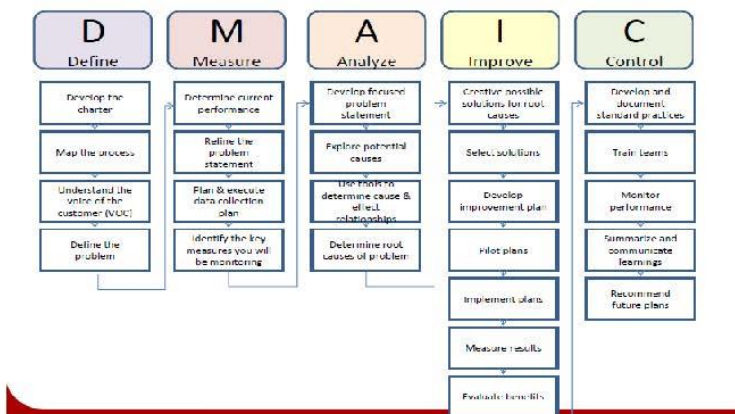 D
Define
Develop the
charter
Map the process
Understand the
voice of the
customer (VOC)
Define the
problem
M
Measure
Determine current
performance
Refine the
problem
statement
Plan & execute
data collection
plan
Identify the key
measures you will
be monitoring
A
Analyze
Develop focused
problem
statement
Explore potential
causes
Use tools to
determine cause &
effect
relationships
Determine root
causes of problem
I
Improve
Creative possible
solutions for root
causes
Select solutions
Develop
improvement plan
Pilot plans
Implement plans
Measure results
Evaluate benefits
C
Control
Develop and
document
standard practices
Train teams
Monitor
performance
Summarize and
communicate
learnings
Recommend
future plans